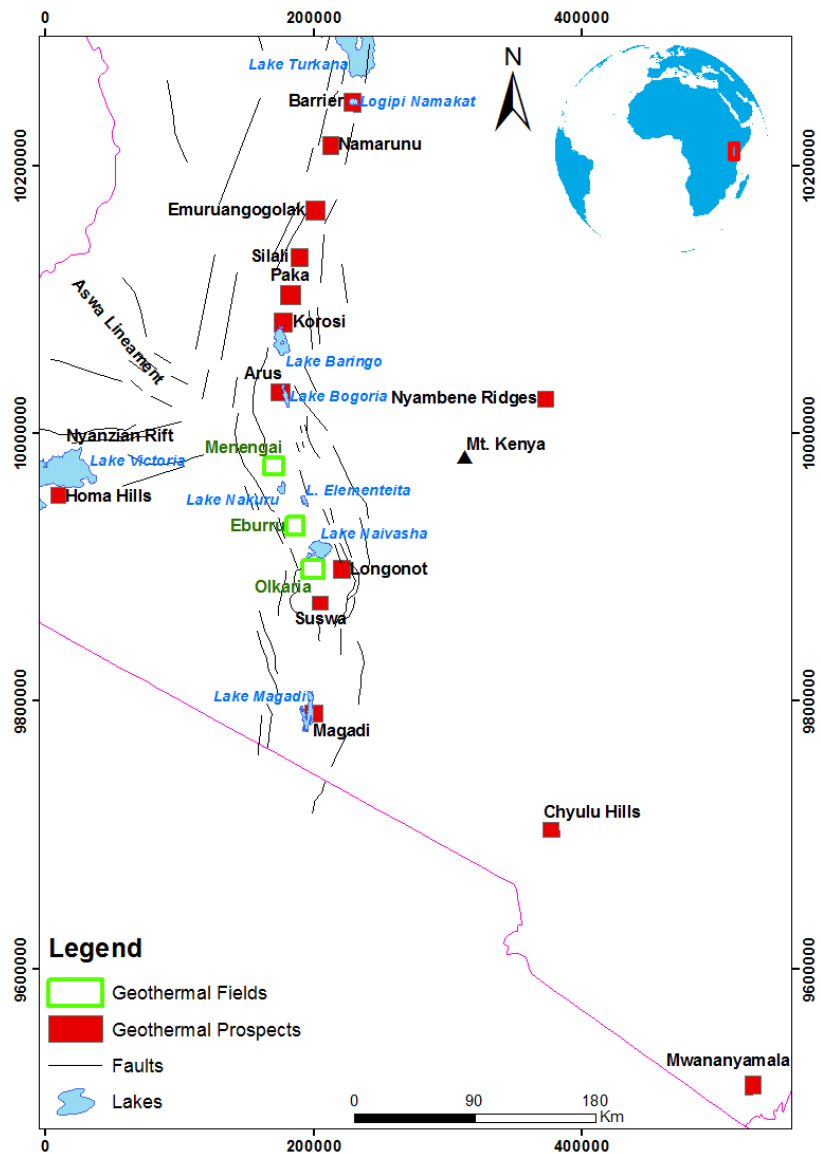 0
200000
400000
Lake Turkana
N
Barrier
Logipi Namakat
Namarunu
10200000
10200000
Emuruangogolak
Silali
Paka
Aswa Lineament
Korosi
Lake Baringo
Arus
Lake Bogoria
Nyambene Ridges
10000000
10000000
Nyanzian Rift
Menengai
Mt. Kenya
Lake Victoria
Homa Hills
Lake Nakuru
L. Elementeita
Eburru
Lake Naivasha
Longonot
Olkaria
Suswa
9800000
9800000
Lake Magadi
Magadi
Chyulu Hills
Legend
9600000
9600000
Geothermal Fields
Geothermal Prospects
Faults
Lakes
Mwananyamala
0
90
180
Km
0
200000
400000